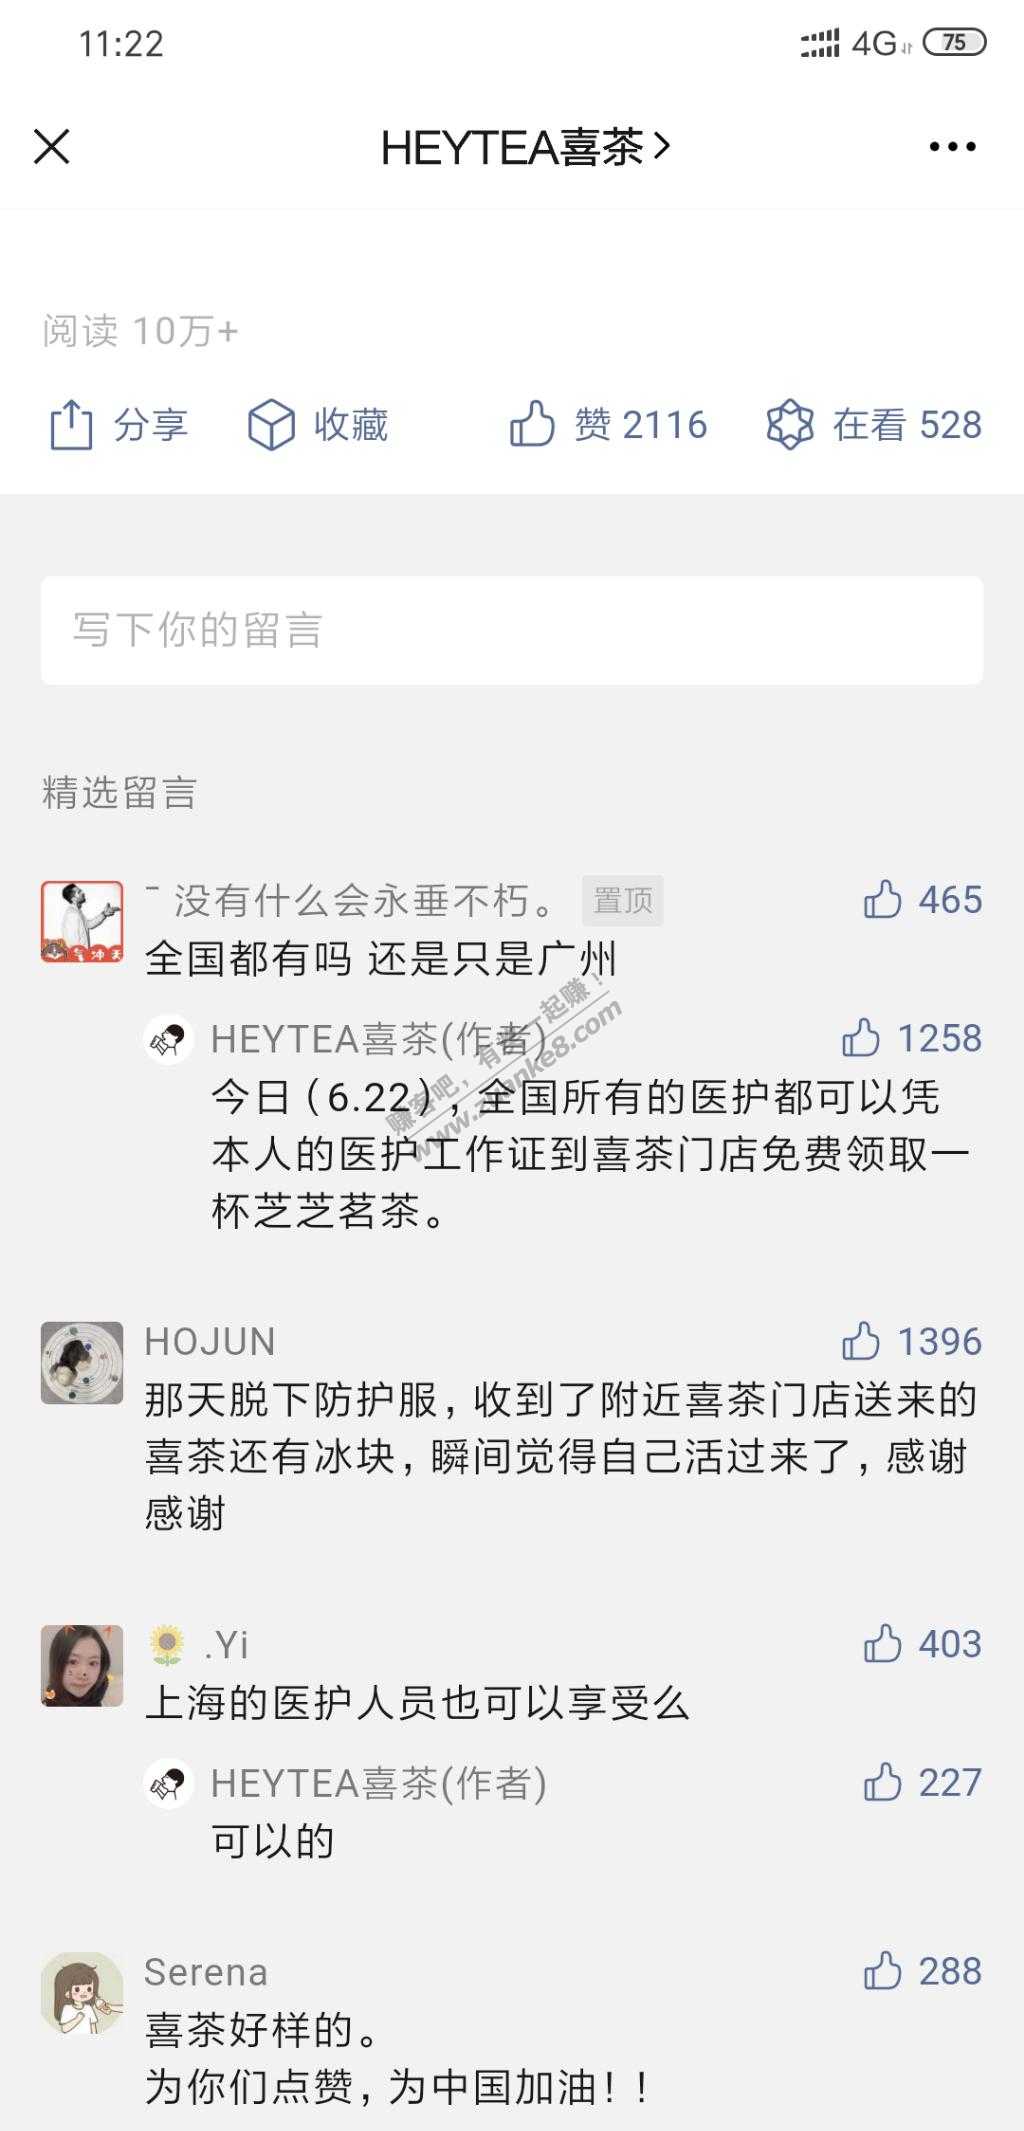 11:22
4G
75
HEYTEA喜茶
阅读 10万+
分享
收藏
赞 2116
在看 528
写下你的留言
精选留言
没有什么会永垂不朽。
置顶
465
全国都有吗 还是只是广州
HEYTEA喜茶(作者)
1258
今日（6.22），全国所有的医护都可以凭
本人的医护工作证到喜茶门店免费领取一
杯芝芝茗茶。
赚客吧，有奖一起赚！
www.zuanke8.com
HOJUN
1396
那天脱下防护服，收到了附近喜茶门店送来的
喜茶还有冰块，瞬间觉得自己活过来了，感谢
感谢
.Yi
403
上海的医护人员也可以享受么
HEYTEA喜茶(作者)
227
可以的
Serena
288
喜茶好样的。
为你们点赞，为中国加油！！